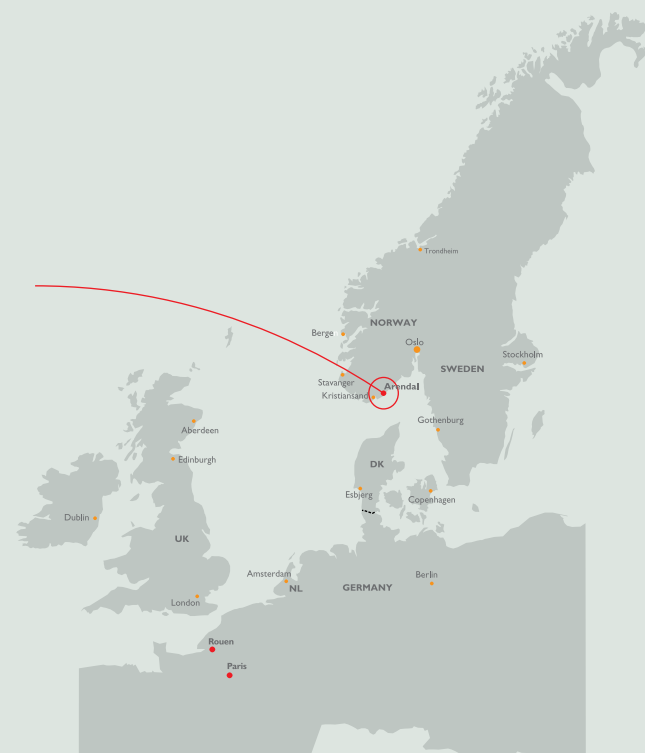 Trondheim
NORWAY
Berge
Oslo
Stockholm
SWEDEN
Stavanger
Arendal
Kristiansand
Gothenburg
Aberdeen
Edinburgh
DK
Esbjerg
Copenhagen
Dublin
UK
Amsterdam
Berlin
NL
GERMANY
London
Rouen
Paris